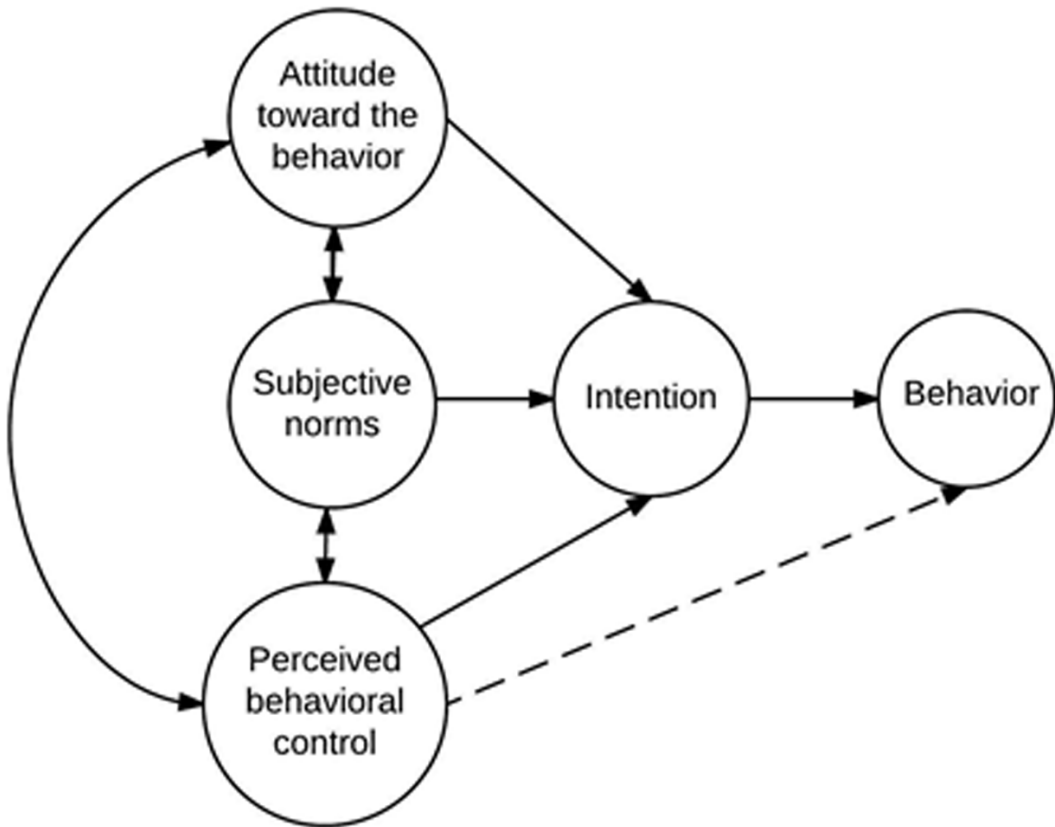 Attitude
toward the
behavior
Subjective
norms
Intention
Behavior
Perceived
behavioral
control